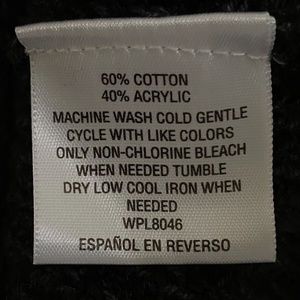 60% COTTON
40% ACRYLIC
MACHINE WASH COLD GENTLE
CYCLE WITH LIKE COLORS
ONLY NON-CHLORINE BLEACH
WHEN NEEDED TUMBLE
DRY LOW COOL IRON WHEN
NEEDED
WPL8046
ESPAÑOL EN REVERSO